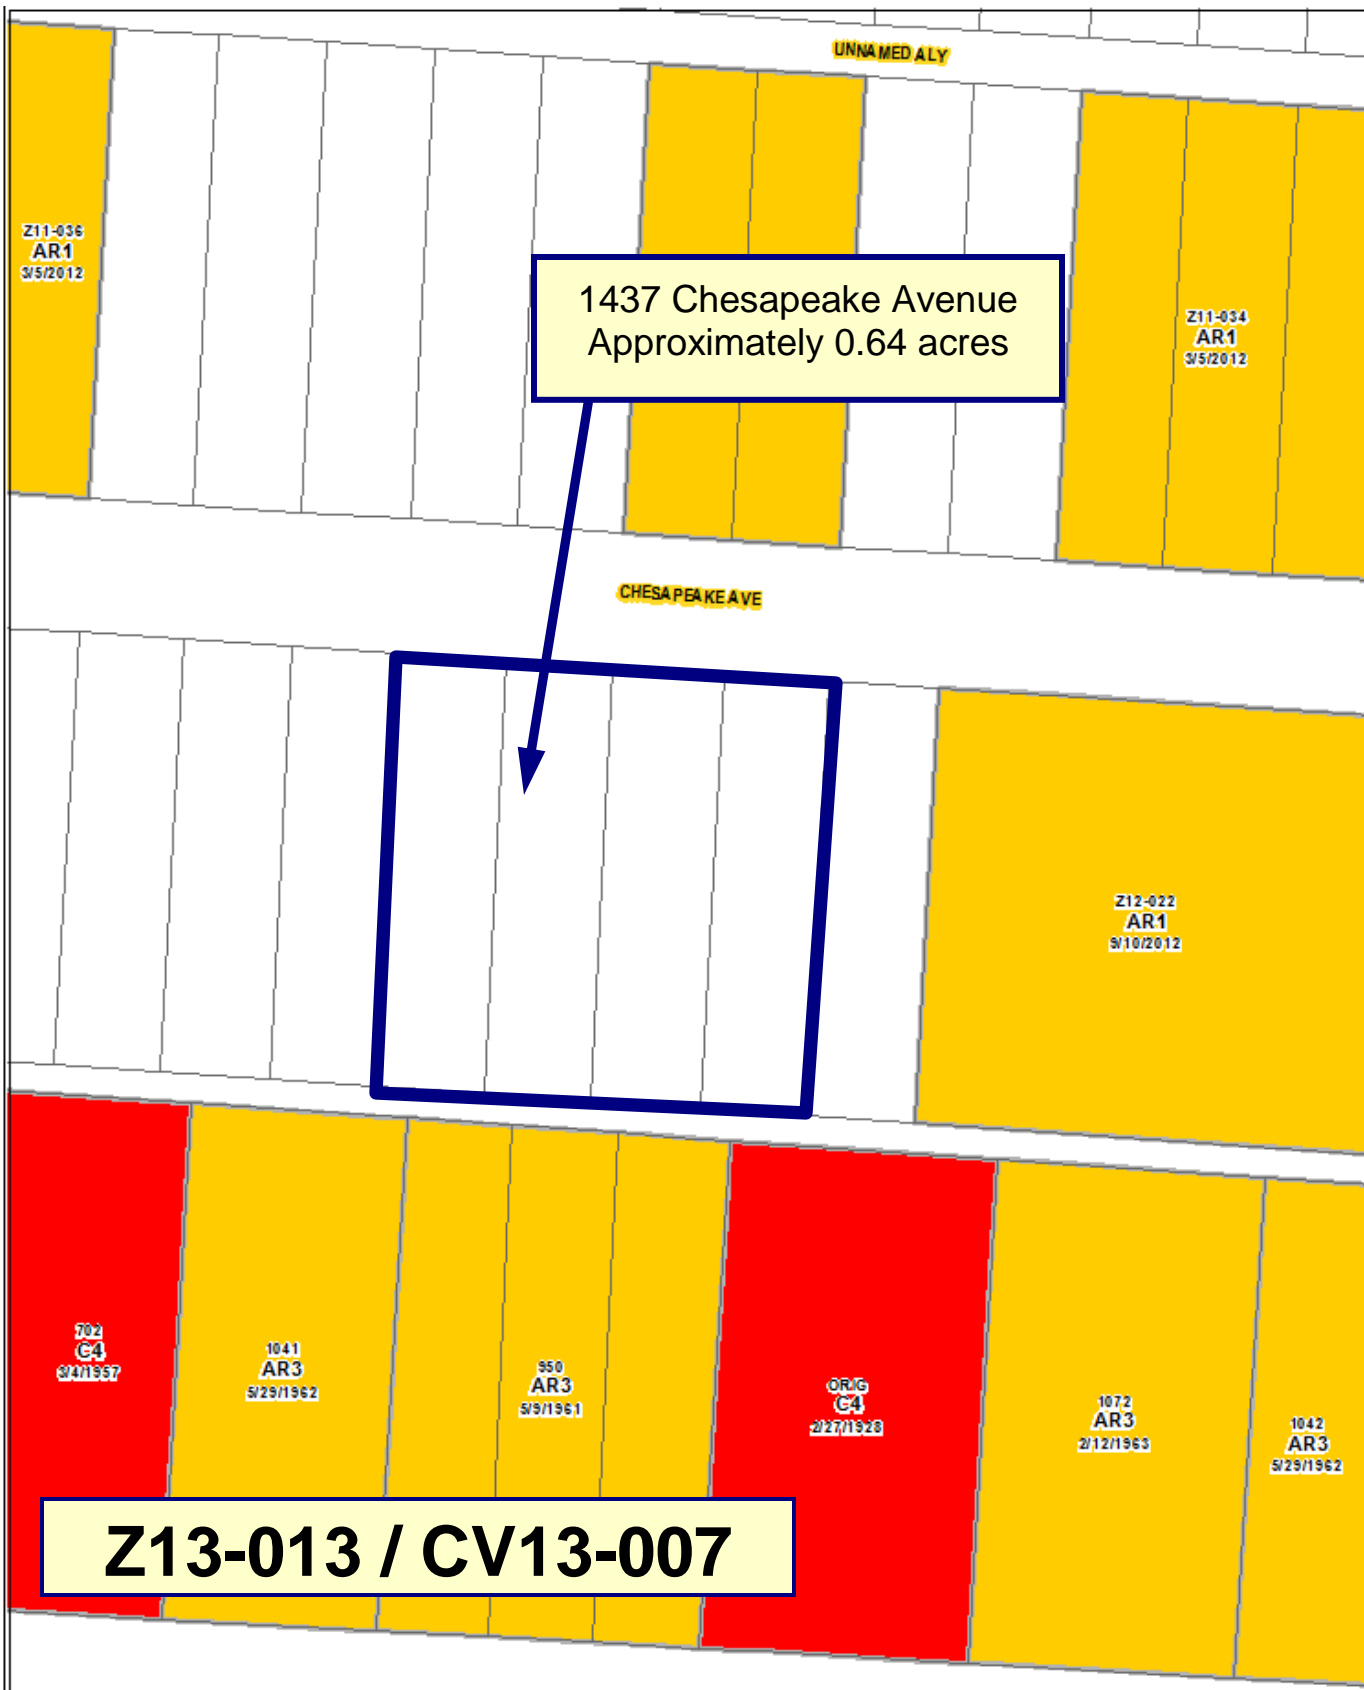 UNNAMED ALY
Z11-036
AR1
3/5/2012
1437 Chesapeake Avenue
Approximately 0.64 acres
Z11-034
AR1
3/5/2012
CHESAPEAKE AVE
Z12-022
AR1
9/10/2012
702
C4
3/4/1957
1041
AR3
5/29/1962
950
AR3
5/9/1961
ORIG
C4
2/27/1928
1072
AR3
2/12/1963
1042
AR3
5/29/1962
Z13-013 / CV13-007